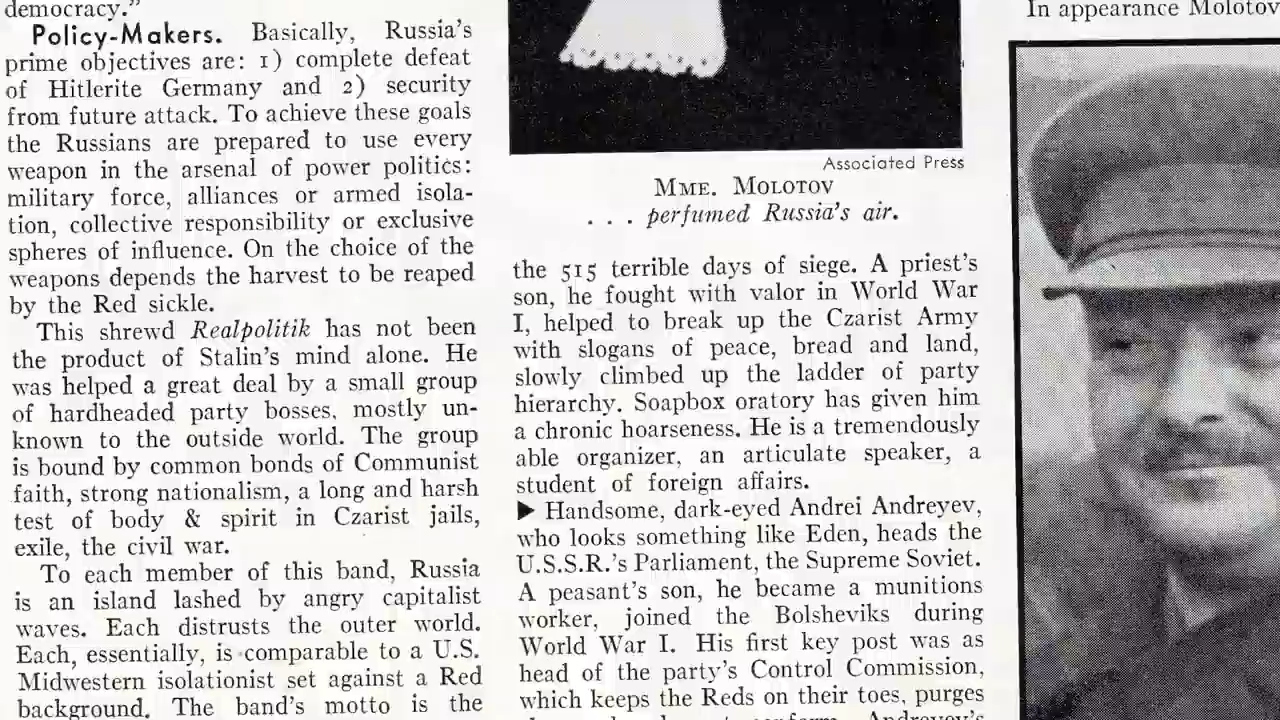 democracy.”
Policy-Makers. Basically, Russia’s
prime objectives are: 1) complete defeat
of Hitlerite Germany and 2) security
from future attack. To achieve these goals
the Russians are prepared to use every
weapon in the arsenal of power politics:
military force, alliances or armed isola-
tion, collective responsibility or exclusive
spheres of influence. On the choice of the
weapons depends the harvest to be reaped
by the Red sickle.
This shrewd Realpolitik has not been
the product of Stalin’s mind alone. He
was helped a great deal by a small group
of hardheaded party bosses, mostly un-
known to the outside world. The group
is bound by common bonds of Communist
faith, strong nationalism, a long and harsh
test of body & spirit in Czarist jails,
exile, the civil war.
To each member of this band, Russia
is an island lashed by angry capitalist
waves. Each distrusts the outer world.
Each, essentially, is comparable to a U.S.
Midwestern isolationist set against a Red
background. The band’s motto is the
Associated Press
MME. MOLOTOV
. . . perfumed Russia’s air.
the 515 terrible days of siege. A priest’s
son, he fought with valor in World War
I, helped to break up the Czarist Army
with slogans of peace, bread and land,
slowly climbed up the ladder of party
hierarchy. Soapbox oratory has given him
a chronic hoarseness. He is a tremendously
able organizer, an articulate speaker, a
student of foreign affairs.
▶ Handsome, dark-eyed Andrei Andreyev,
who looks something like Eden, heads the
U.S.S.R.’s Parliament, the Supreme Soviet.
A peasant’s son, he became a munitions
worker, joined the Bolsheviks during
World War I. His first key post was as
head of the party’s Control Commission,
which keeps the Reds on their toes, purges
Andreyev’s
In appearance Molotov